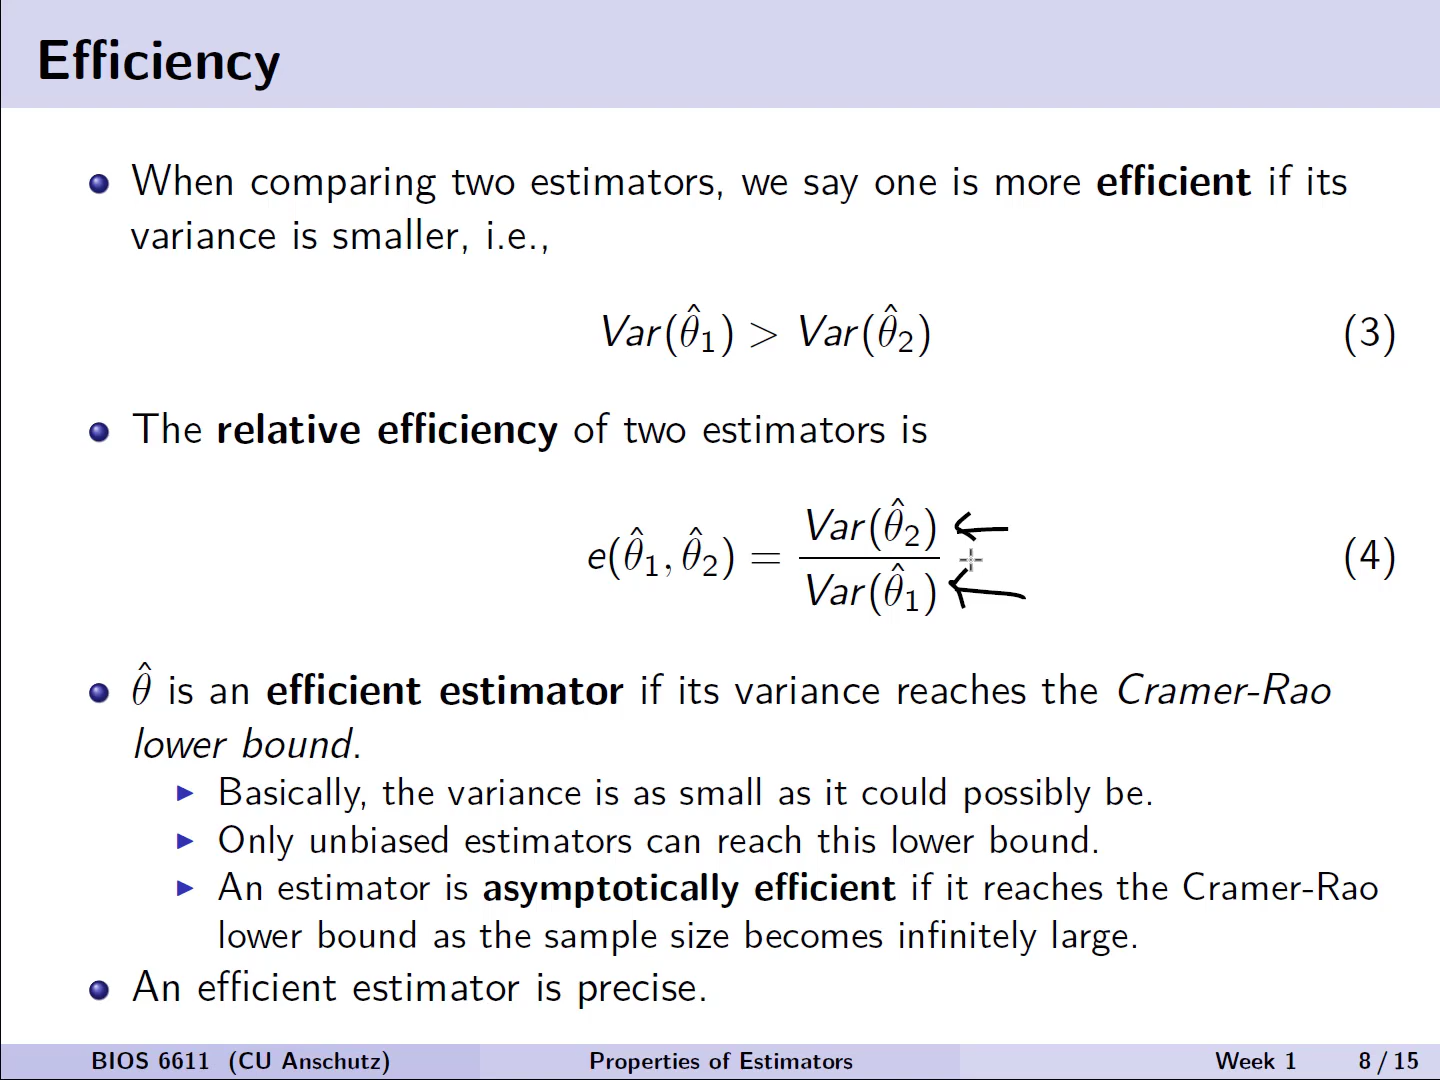 Efficiency
When comparing two estimators, we say one is more efficient if its
variance is smaller, i.e.,
Var(θ̂₁) > Var(θ̂₂) (3)
The relative efficiency of two estimators is
e(θ̂₁, θ̂₂) = Var(θ̂₂) / Var(θ̂₁) (4)
θ̂ is an efficient estimator if its variance reaches the Cramer-Rao
lower bound.
Basically, the variance is as small as it could possibly be.
Only unbiased estimators can reach this lower bound.
An estimator is asymptotically efficient if it reaches the Cramer-Rao
lower bound as the sample size becomes infinitely large.
An efficient estimator is precise.
BIOS 6611 (CU Anschutz) Properties of Estimators Week 1 8 / 15